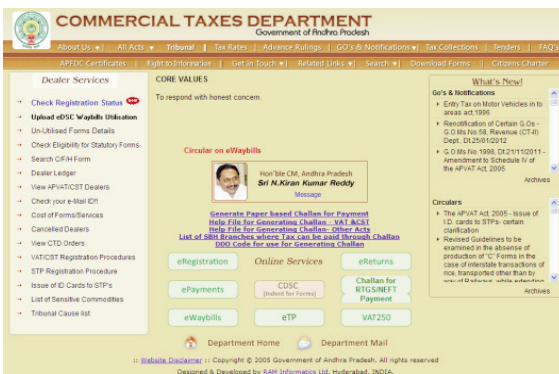 COMMERCIAL TAXES DEPARTMENT
Government of Andhra Pradesh
About Us | All Acts | Tribunal | Tax Rates | Advance Rulings | GO's & Notifications | Tax Collections | Tenders | FAQ's
APFDC Certificates | Right to Information | Get in Touch | Related Links | Search | Download Forms | Citizens Charter
Dealer Services
Check Registration Status
Upload eDSC Waybills Utilisation
Un-Utilised Forms Details
Check Eligibility for Statutory Forms
Search C/F/H Form
Dealer Ledger
View APVAT/CST Dealers
Check your e-Mail ID!!
Cost of Forms/Services
Cancelled Dealers
View CTD Orders
VAT/CST Registration Procedures
STP Registration Procedure
Issue of ID Cards to STP's
List of Sensitive Commodities
Tribunal Cause list
CORE VALUES
To respond with honest concern.
Circular on eWaybills
Hon'ble CM, Andhra Pradesh
Sri N.Kiran Kumar Reddy
Message
Generate Paper based Challan for Payment
Help File for Generating Challan - VAT &CST
Help File for Generating Challan- Other Acts
List of SBH Branches where Tax can be paid through Challan
DDO Code for use for Generating Challan
eRegistration
Online Services
eReturns
ePayments
CDSC
(Indent for Forms)
Challan for
RTGS/NEFT
Payment
eWaybills
eTP
VAT250
Department Home
Department Mail
:: Website Disclaimer :: Copyright © 2005 Government of Andhra Pradesh. All rights reserved
Designed & Developed by RAM Informatics Ltd, Hyderabad, INDIA.
What's New!
Go's & Notifications
Entry Tax on Motor Vehicles in to
areas act,1996
Renotification of Certain G.Os -
G.O.Ms No.58, Revenue (CT-II)
Dept., Dt.25/01/2012
G.O.Ms No.1998, Dt.21/11/2011 -
Amendment to Schedule IV of
the APVAT Act, 2005
Archives
Circulars
The APVAT Act, 2005 - Issue of
I.D. cards to STPs- certain
clarification
Revised Guidelines to be
examined in the absence of
production of "C" Forms in the
case of interstate transactions of
rice, transported other than by
way of Railways, while extending
Archives